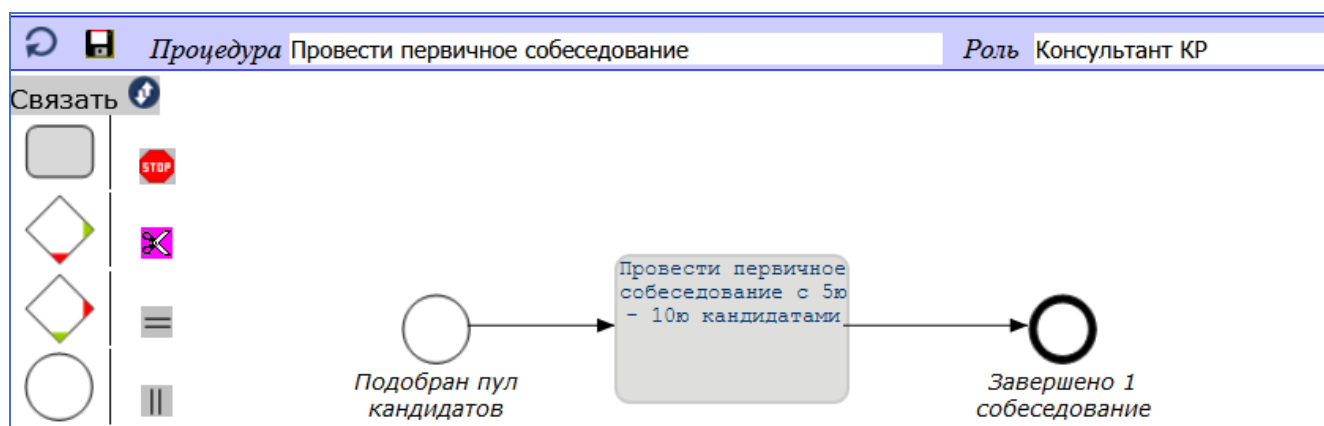 Процедура Провести первичное собеседование Роль Консультант КР
Связать
STOP
Провести первичное
собеседование с 5ю
- 10ю кандидатами
Подобран пул
кандидатов
Завершено 1
собеседование